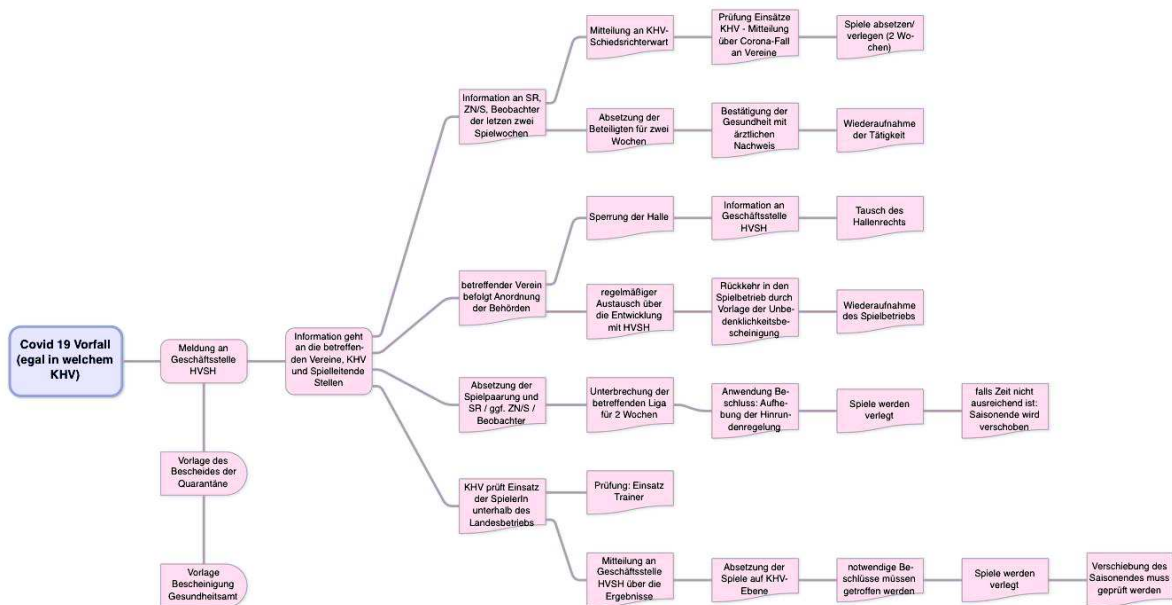 Covid 19 Vorfall
(egal in welchem
KHV)
Meldung an
Geschäftsstelle
HVSH
Vorlage des
Bescheides der
Quarantäne
Vorlage
Bescheinigung
Gesundheitsamt
Information geht
an die betreffen-
den Vereine, KHV
und Spielleitende
Stellen
Information an SR,
ZN/S, Beobachter
der letzen zwei
Spielwochen
Mitteilung an KHV-
Schiedsrichterwart
Prüfung Einsätze
KHV - Mitteilung
über Corona-Fall
an Vereine
Spiele absetzen/
verlegen (2 Wo-
chen)
Absetzung der
Beteiligten für zwei
Wochen
Bestätigung der
Gesundheit mit
ärztlichen
Nachweis
Wiederaufnahme
der Tätigkeit
betreffender Verein
befolgt Anordnung
der Behörden
Sperrung der Halle
Information an
Geschäftsstelle
HVSH
Tausch des
Hallenrechts
regelmäßiger
Austausch über
die Entwicklung
mit HVSH
Rückkehr in den
Spielbetrieb durch
Vorlage der Unbe-
denklichkeitsbe-
scheinigung
Wiederaufnahme
des Spielbetriebs
Absetzung der
Spielpaarung und
SR / ggf. ZN/S /
Beobachter
Unterbrechung der
betreffenden Liga
für 2 Wochen
Anwendung Be-
schluss: Aufhe-
bung der Hinrun-
denregelung
Spiele werden
verlegt
falls Zeit nicht
ausreichend ist:
Saisonende wird
verschoben
KHV prüft Einsatz
der SpielerIn
unterhalb des
Landesbetriebs
Prüfung: Einsatz
Trainer
Mitteilung an
Geschäftsstelle
HVSH über die
Ergebnisse
Absetzung der
Spiele auf KHV-
Ebene
notwendige Be-
schlüsse müssen
getroffen werden
Spiele werden
verlegt
Verschiebung des
Saisonendes muss
geprüft werden